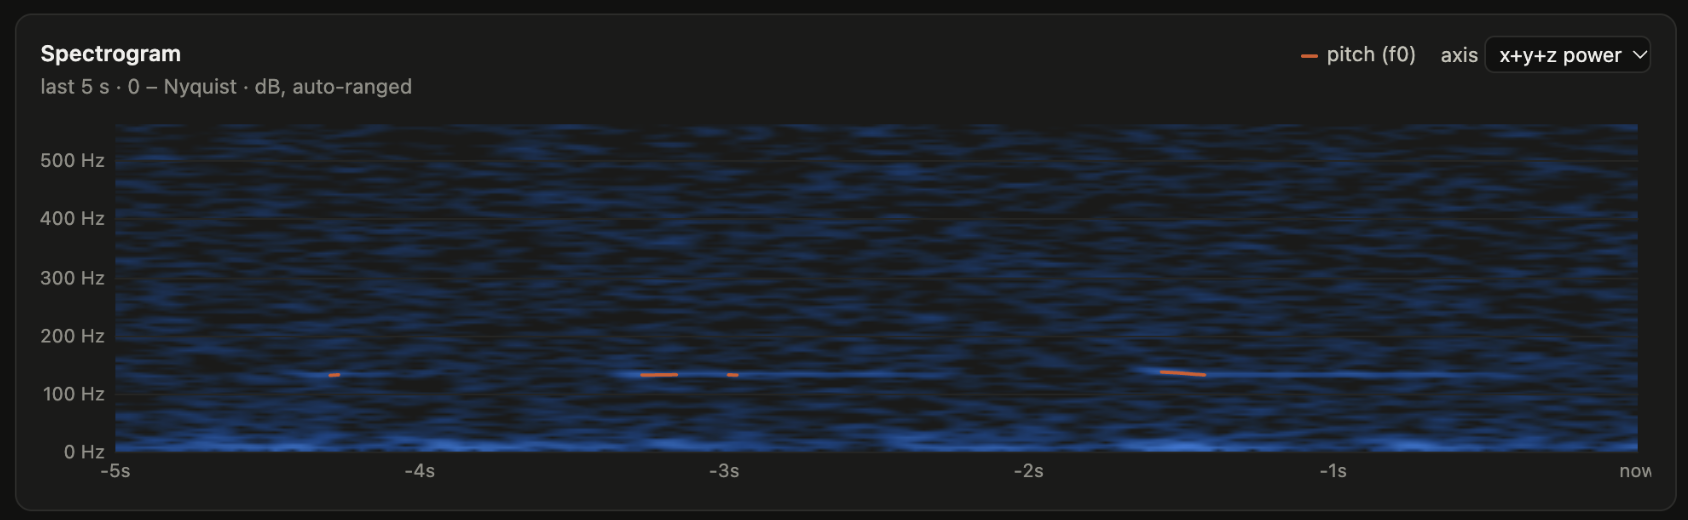 Spectrogram
pitch (f0) axis x+y+z power
last 5 s · 0 – Nyquist · dB, auto-ranged
500 Hz
400 Hz
300 Hz
200 Hz
100 Hz
0 Hz
-5s -4s -3s -2s -1s now